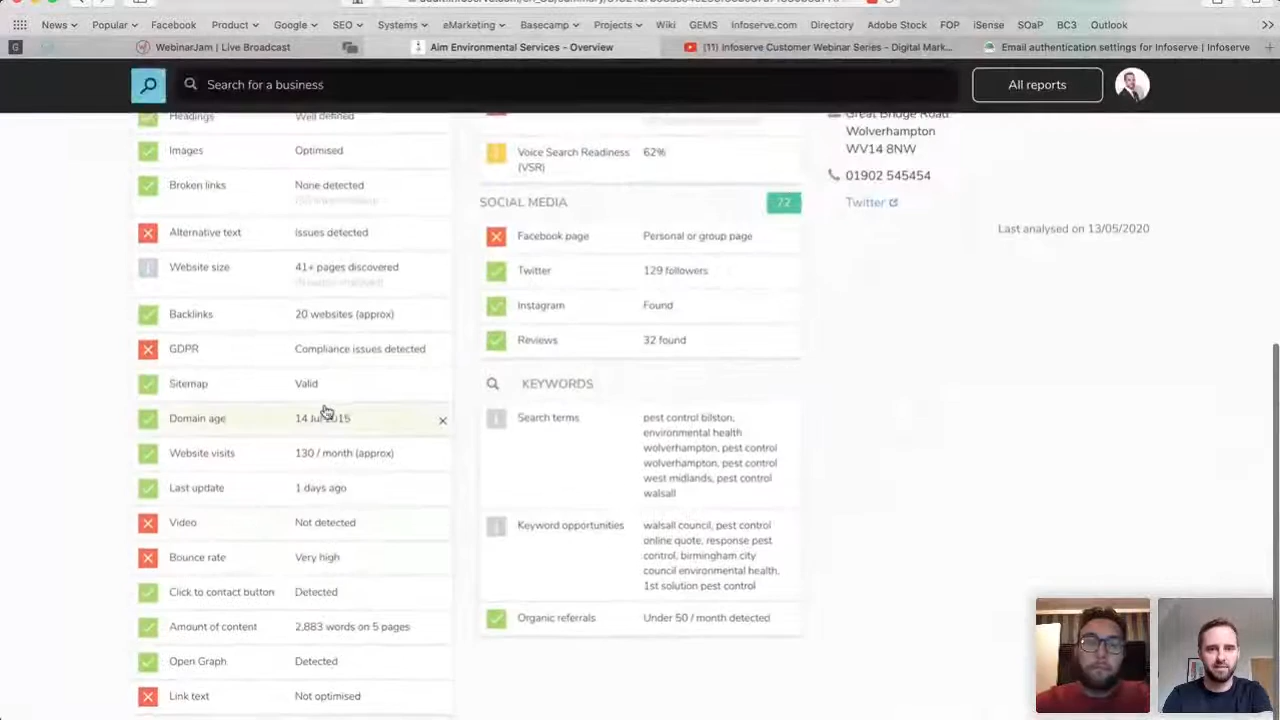 News
Popular
Facebook
Product
Google
SEO
Systems
eMarketing
Basecamp
Projects
Wiki
GEMS
Infoserve.com
Directory
Adobe Stock
FOP
iSense
SOaP
BC3
Outlook
G
WebinarJam | Live Broadcast
Aim Environmental Services - Overview
(11) Infoserve Customer Webinar Series - Digital Mark...
Email authentication settings for Infoserve | Infoserve
Search for a business
All reports
Headings Well defined
Images Optimised
Broken links None detected
Alternative text Issues detected
Website size 41+ pages discovered
Backlinks 20 websites (approx)
GDPR Compliance issues detected
Sitemap Valid
Domain age 14 Jul 2015
Website visits 130 / month (approx)
Last update 1 days ago
Video Not detected
Bounce rate Very high
Click to contact button Detected
Amount of content 2,883 words on 5 pages
Open Graph Detected
Link text Not optimised
Voice Search Readiness 62%
(VSR)
SOCIAL MEDIA 72
Facebook page Personal or group page
Twitter 129 followers
Instagram Found
Reviews 32 found
KEYWORDS
Search terms pest control bilston,
environmental health
wolverhampton, pest control
wolverhampton, pest control
west midlands, pest control
walsall
Keyword opportunities walsall council, pest control
online quote, response pest
control, birmingham city
council environmental health,
1st solution pest control
Organic referrals Under 50 / month detected
Great Bridge Road
Wolverhampton
WV14 8NW
01902 545454
Twitter
Last analysed on 13/05/2020